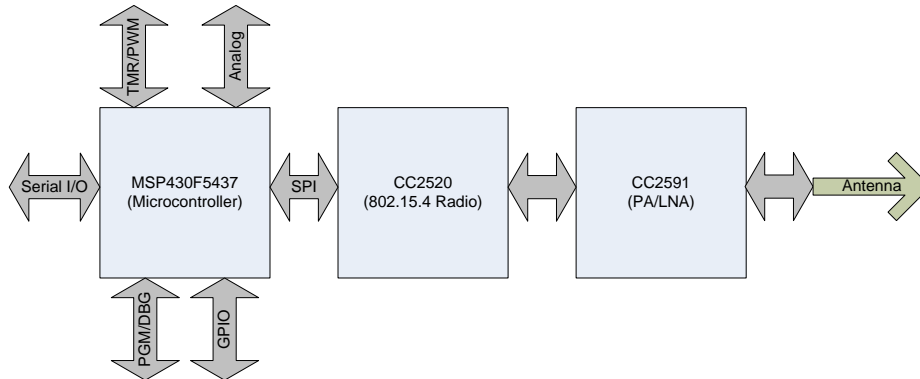 TMR/PWM
Analog
Serial I/O
MSP430F5437
(Microcontroller)
SPI
CC2520
(802.15.4 Radio)
CC2591
(PA/LNA)
Antenna
PGM/DBG
GPIO